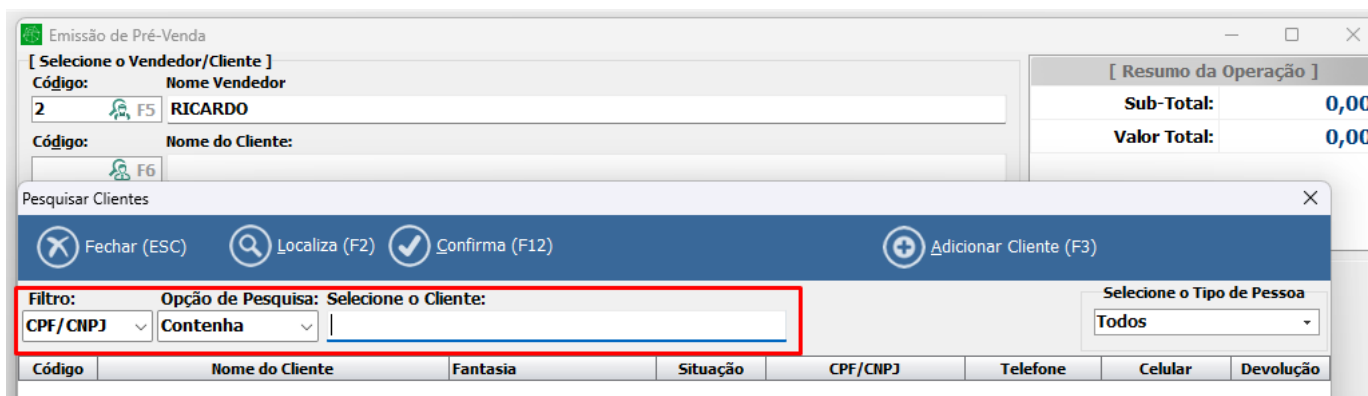 Emissão de Pré-Venda
[ Selecione o Vendedor/Cliente ]
Código: Nome Vendedor
2 F5 RICARDO
Código: Nome do Cliente:
F6
[ Resumo da Operação ]
Sub-Total: 0,00
Valor Total: 0,00
Pesquisar Clientes
Fechar (ESC) Localiza (F2) Confirma (F12) Adicionar Cliente (F3)
Filtro: Opção de Pesquisa: Selecione o Cliente:
CPF/CNPJ Contenha
Selecione o Tipo de Pessoa
Todos
Código Nome do Cliente Fantasia Situação CPF/CNPJ Telefone Celular Devolução